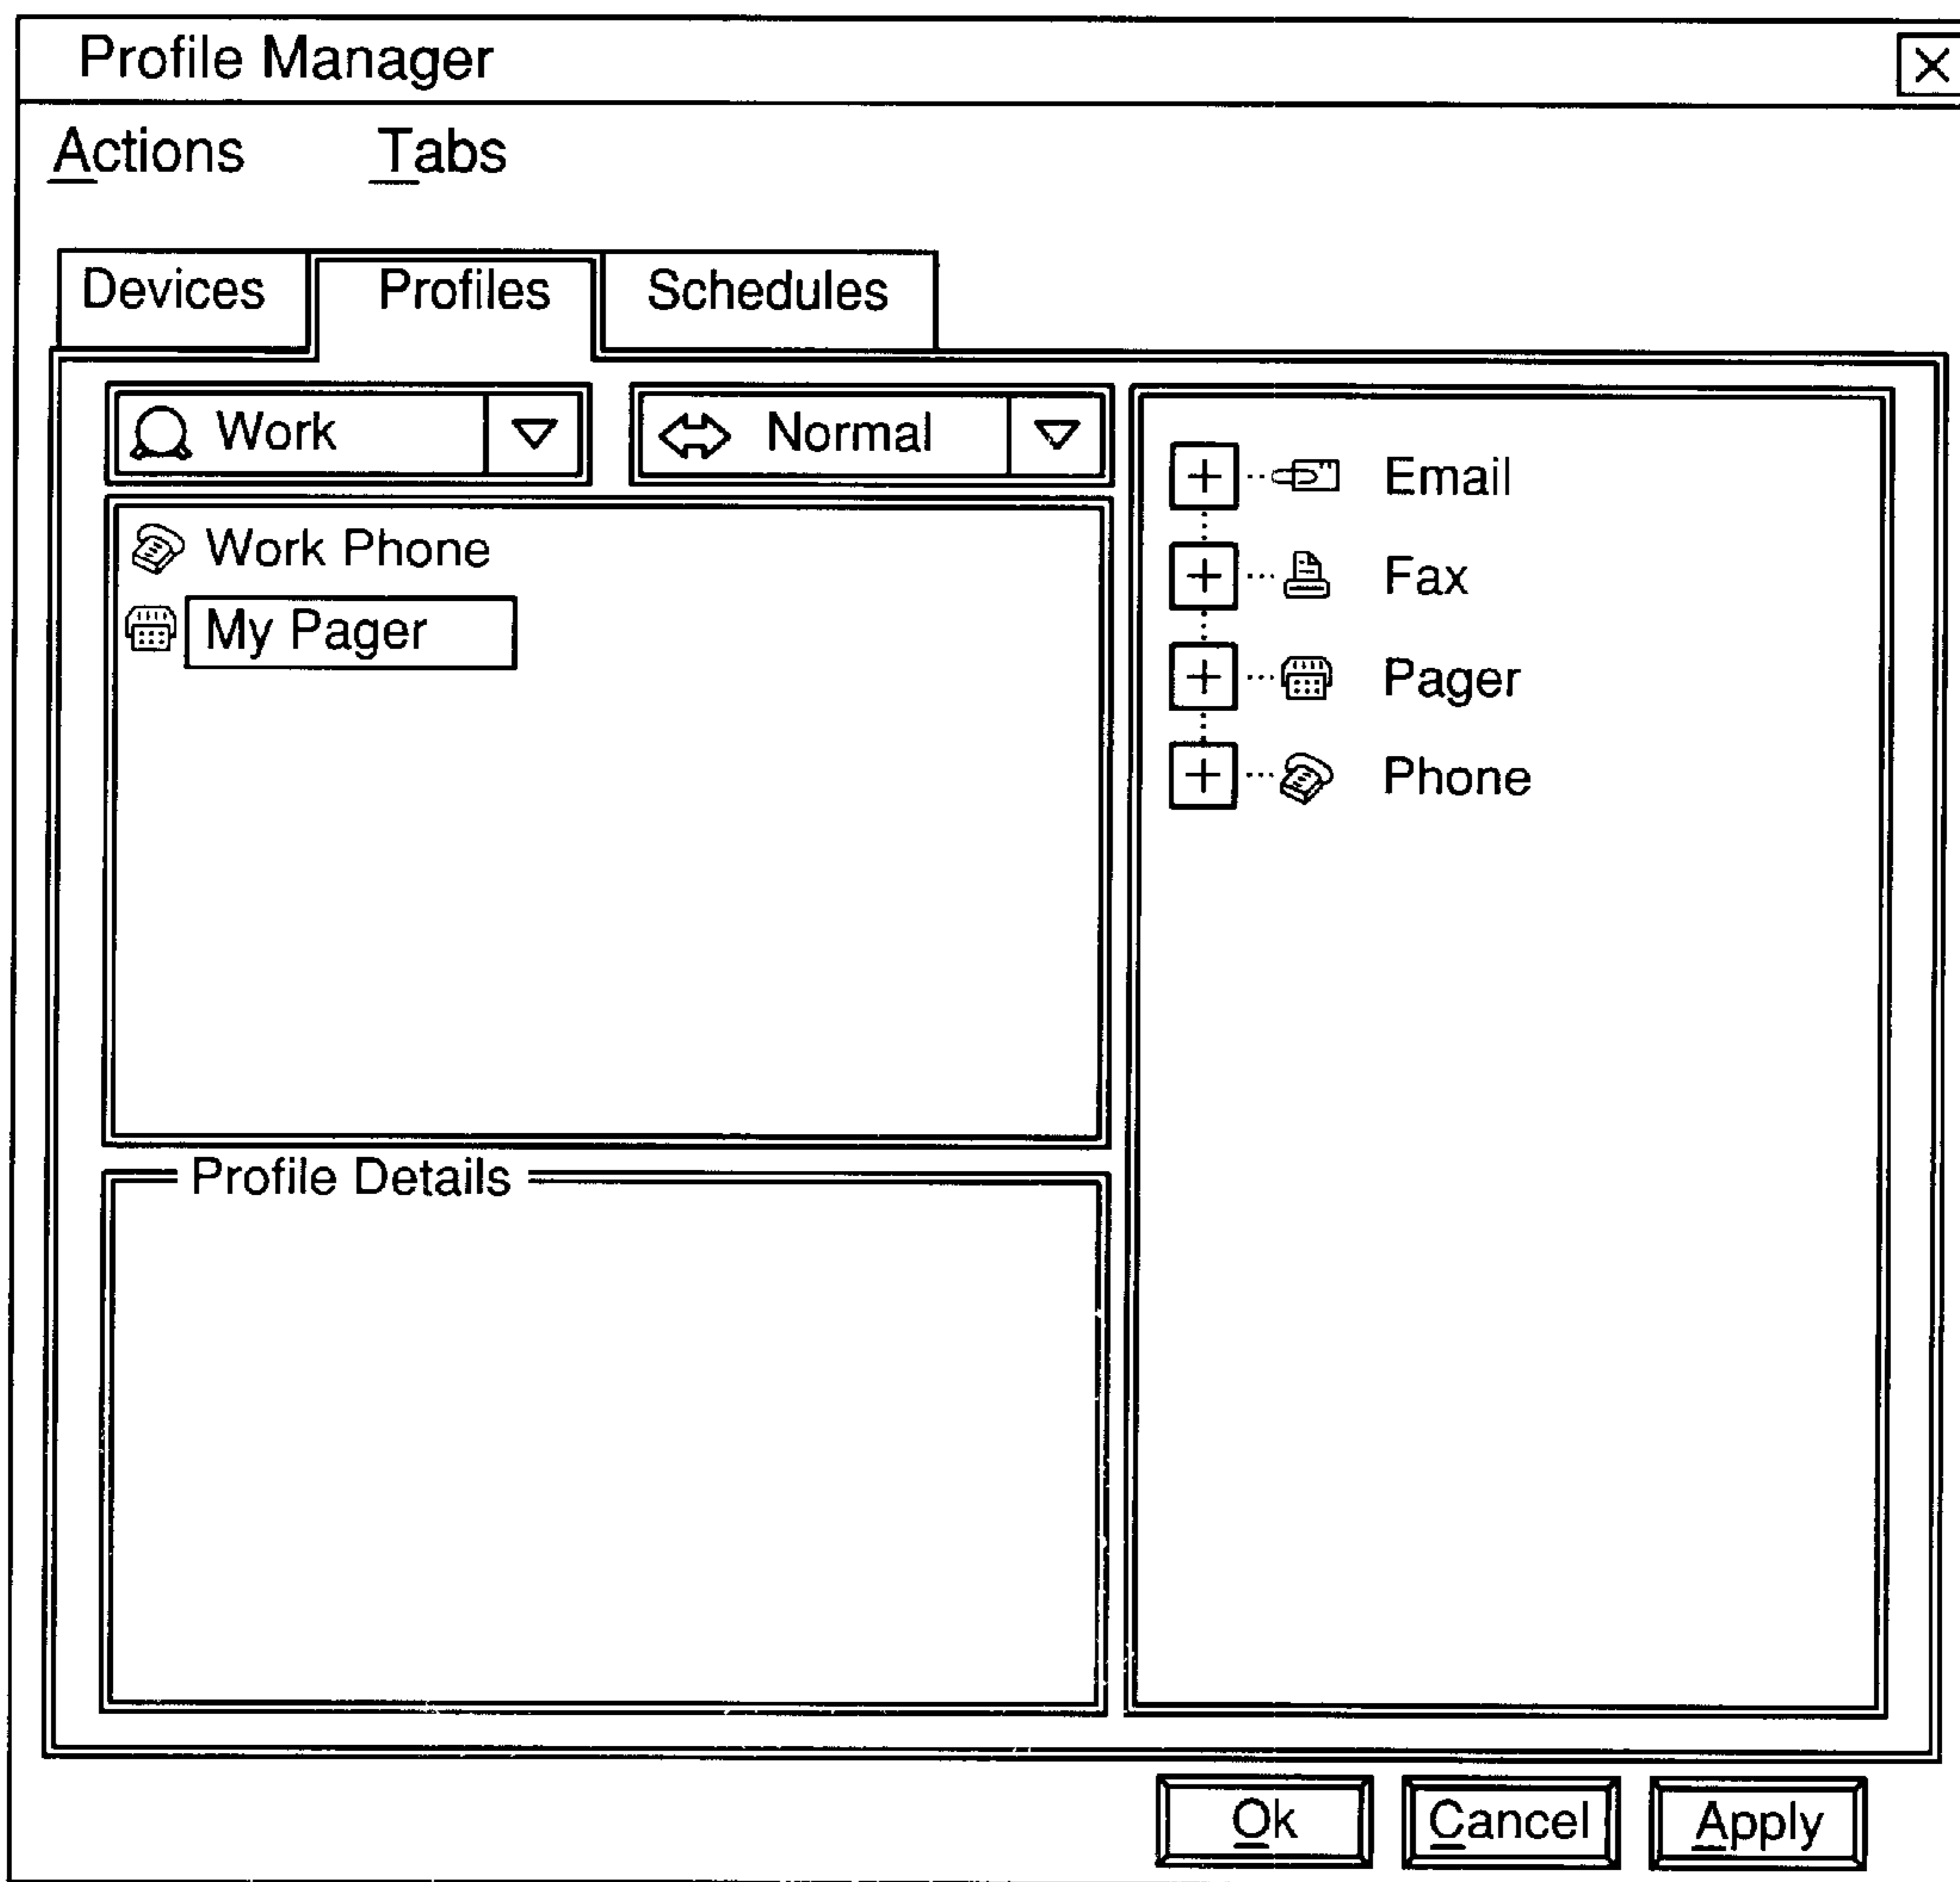 Profile Manager
Actions Tabs
Devices Profiles Schedules
Work Normal
Work Phone
My Pager
Profile Details
Email
Fax
Pager
Phone
Ok Cancel Apply